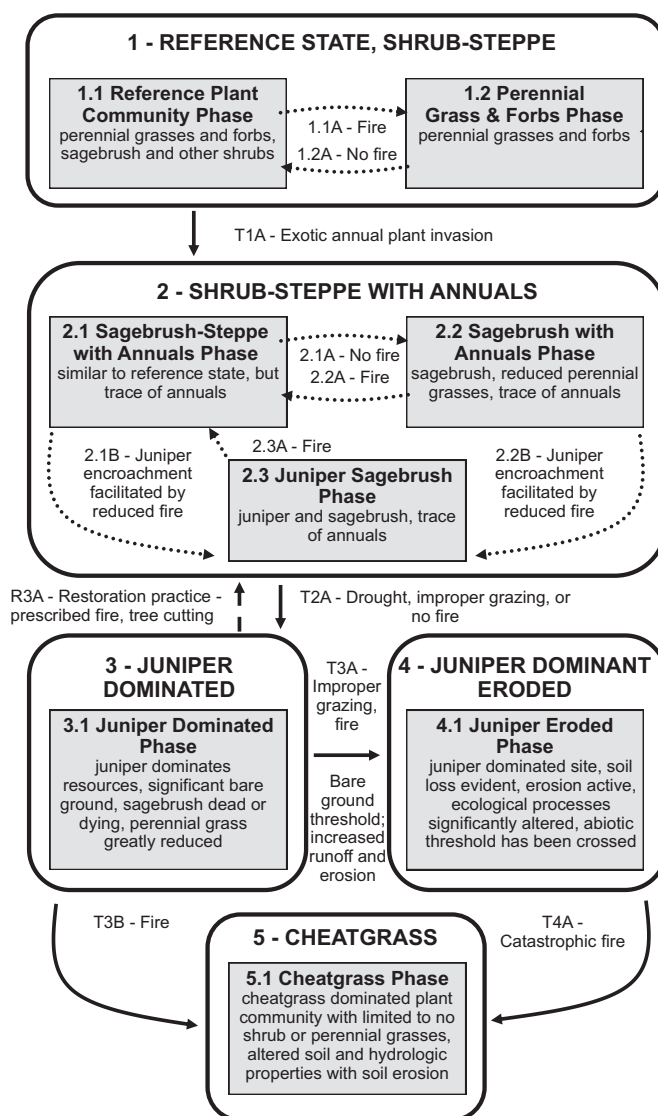 1 - REFERENCE STATE, SHRUB-STEPPE
1.1 Reference Plant
Community Phase
perennial grasses and forbs,
sagebrush and other shrubs
1.1A - Fire
1.2A - No fire
1.2 Perennial
Grass & Forbs Phase
perennial grasses and forbs
T1A - Exotic annual plant invasion
2 - SHRUB-STEPPE WITH ANNUALS
2.1 Sagebrush-Steppe
with Annuals Phase
similar to reference state, but
trace of annuals
2.1A - No fire
2.2A - Fire
2.2 Sagebrush with
Annuals Phase
sagebrush, reduced perennial
grasses, trace of annuals
2.1B - Juniper
encroachment
facilitated by
reduced fire
2.3A - Fire
2.3 Juniper Sagebrush
Phase
juniper and sagebrush, trace
of annuals
2.2B - Juniper
encroachment
facilitated by
reduced fire
R3A - Restoration practice -
prescribed fire, tree cutting
T2A - Drought, improper grazing, or
no fire
3 - JUNIPER
DOMINATED
3.1 Juniper Dominated
Phase
juniper dominates
resources, significant bare
ground, sagebrush dead or
dying, perennial grass
greatly reduced
T3A -
Improper
grazing,
fire
Bare
ground
threshold;
increased
runoff and
erosion
4 - JUNIPER DOMINANT
ERODED
4.1 Juniper Eroded
Phase
juniper dominated site, soil
loss evident, erosion active,
ecological processes
significantly altered, abiotic
threshold has been crossed
T3B - Fire
T4A -
Catastrophic fire
5 - CHEATGRASS
5.1 Cheatgrass Phase
cheatgrass dominated plant
community with limited to no
shrub or perennial grasses,
altered soil and hydrologic
properties with soil erosion